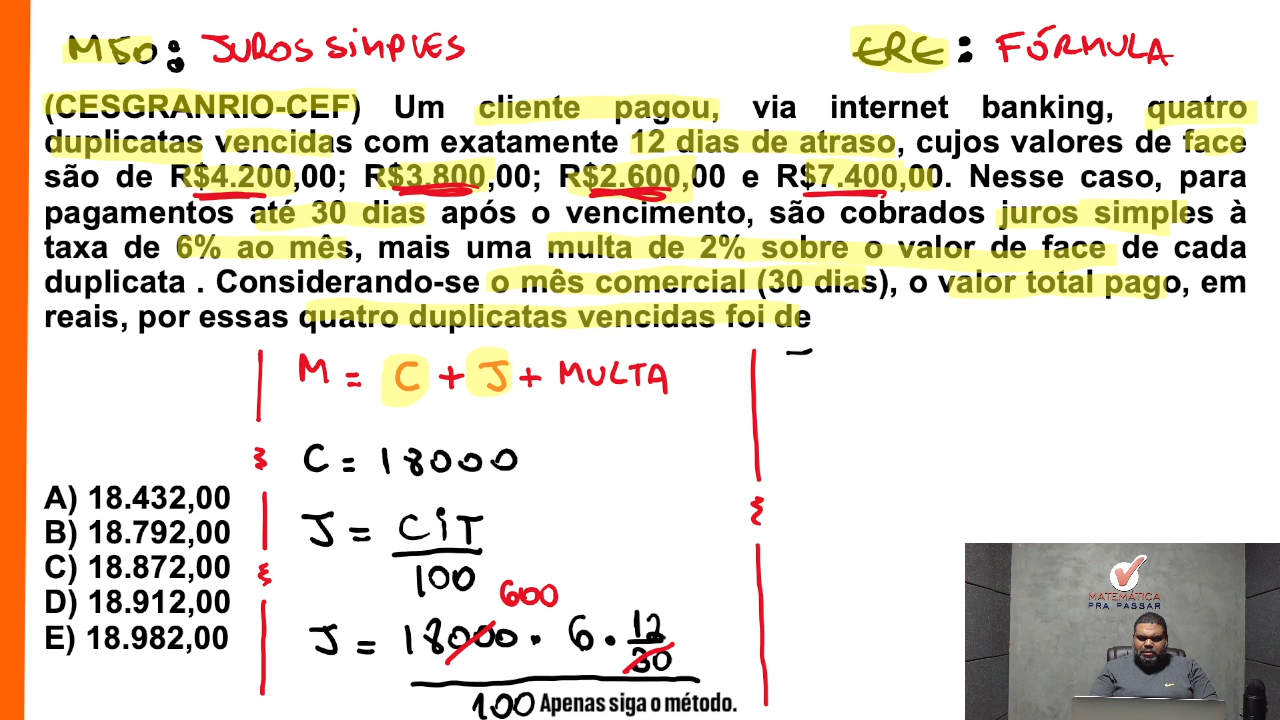 M50: JUROS SIMPLES
ERC: FÓRMULA
(CESGRANRIO-CEF) Um cliente pagou, via internet banking, quatro
duplicatas vencidas com exatamente 12 dias de atraso, cujos valores de face
são de R$4.200,00; R$3.800,00; R$2.600,00 e R$7.400,00. Nesse caso, para
pagamentos até 30 dias após o vencimento, são cobrados juros simples à
taxa de 6% ao mês, mais uma multa de 2% sobre o valor de face de cada
duplicata . Considerando-se o mês comercial (30 dias), o valor total pago, em
reais, por essas quatro duplicatas vencidas foi de
M = C + J + MULTA
C = 18000
J = CiT
100
600
J = 18000 . 6 . 12
30
100
A) 18.432,00
B) 18.792,00
C) 18.872,00
D) 18.912,00
E) 18.982,00
Apenas siga o método.
MATEMÁTICA
PRA PASSAR